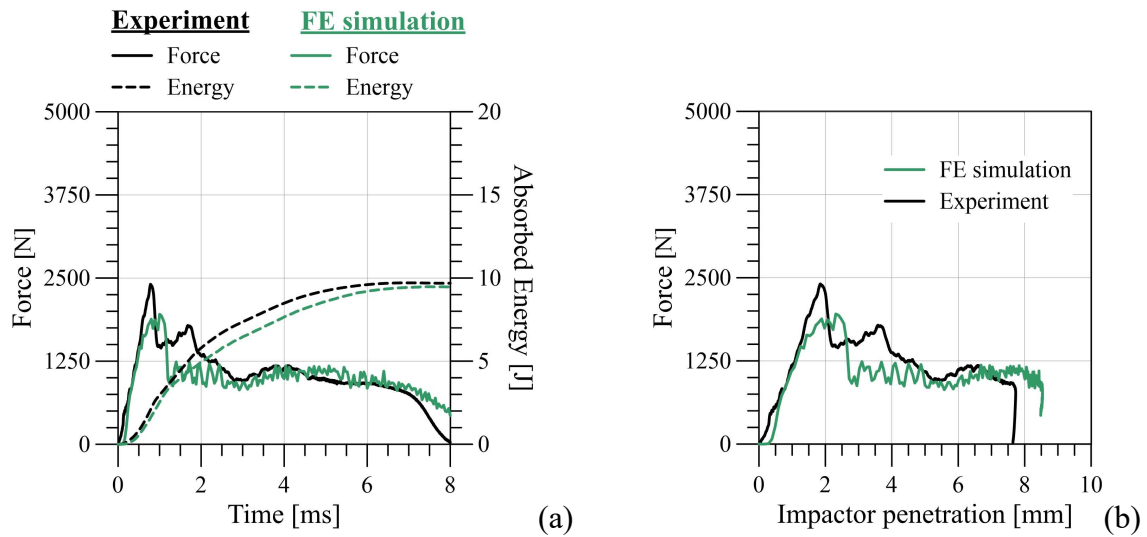 Experiment FE simulation
Force Force
Energy Energy
5000 20
3750 15
2500 10
1250 5
0 0
0 2 4 6 8
Force [N]
Absorbed Energy [J]
Time [ms]
(a)
5000
3750
2500
1250
0
0 2 4 6 8 10
Force [N]
FE simulation
Experiment
Impactor penetration [mm]
(b)